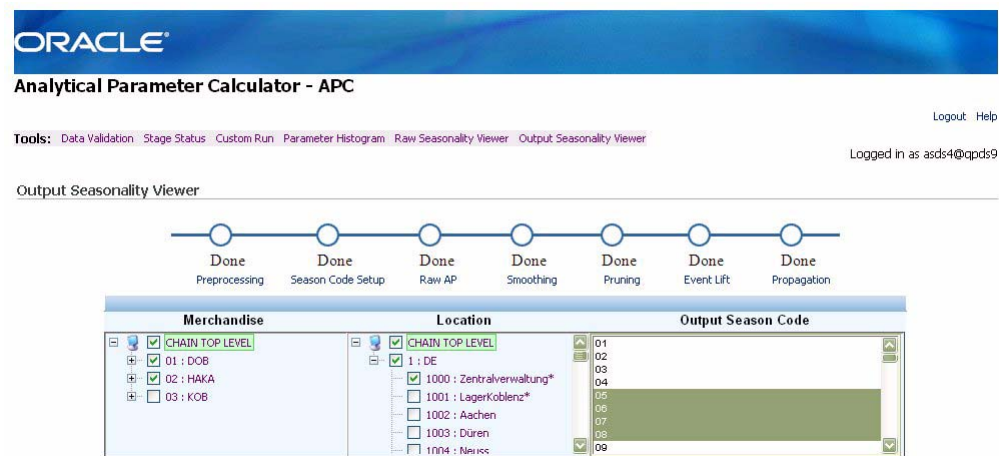 ORACLE®
Analytical Parameter Calculator - APC
Logout Help
Tools: Data Validation Stage Status Custom Run Parameter Histogram Raw Seasonality Viewer Output Seasonality Viewer
Logged in as asds4@qpds9
Output Seasonality Viewer
Done Done Done Done Done Done Done
Preprocessing Season Code Setup Raw AP Smoothing Pruning Event Lift Propagation
Merchandise Location Output Season Code
CHAIN TOP LEVEL
01 : DOB
02 : HAKA
03 : KOB
CHAIN TOP LEVEL
1 : DE
1000 : Zentralverwaltung*
1001 : LagerKoblenz*
1002 : Aachen
1003 : Düren
1004 : Neuss
01
02
03
04
05
06
07
08
09